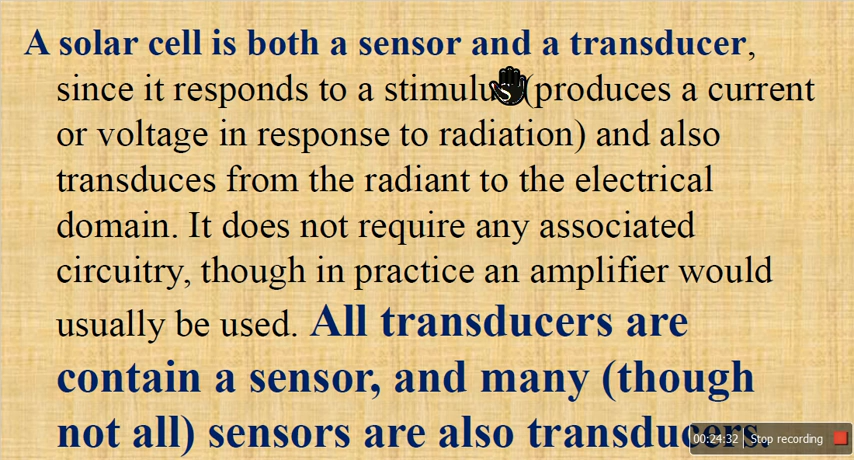 A solar cell is both a sensor and a transducer,
since it responds to a stimulus (produces a current
or voltage in response to radiation) and also
transduces from the radiant to the electrical
domain. It does not require any associated
circuitry, though in practice an amplifier would
usually be used. All transducers are
contain a sensor, and many (though
not all) sensors are also transducers.
00:24:32 Stop recording